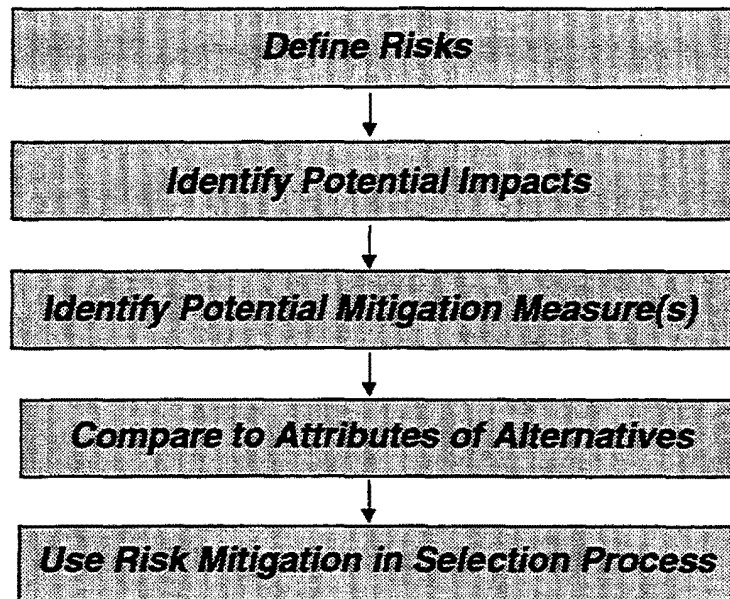 Define Risks
Identify Potential Impacts
Identify Potential Mitigation Measure(s)
Compare to Attributes of Alternatives
Use Risk Mitigation in Selection Process